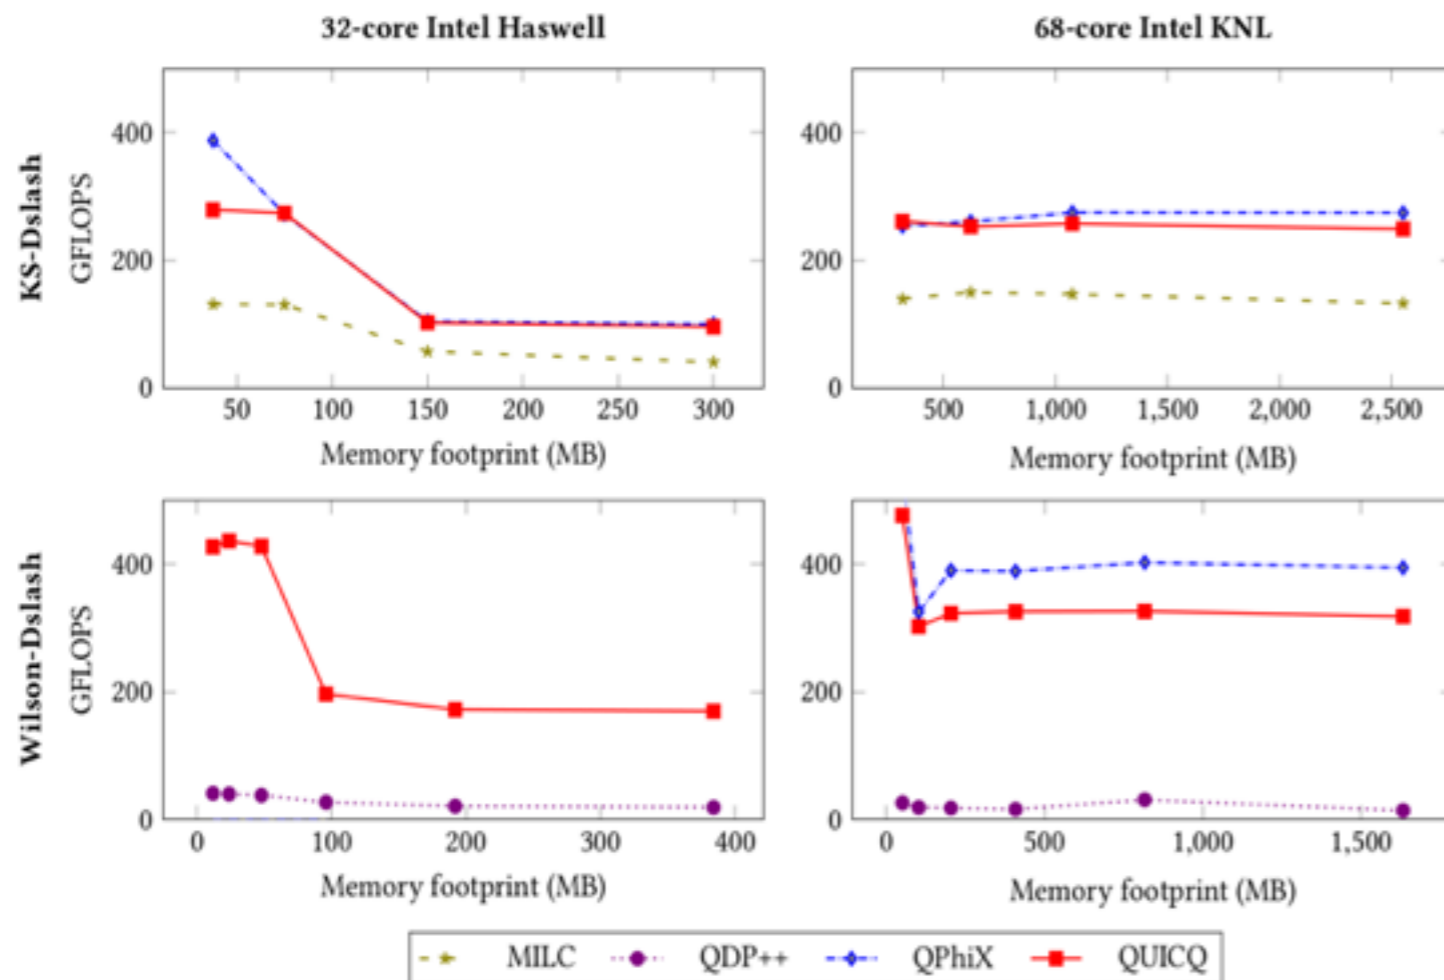 32-core Intel Haswell
68-core Intel KNL
KS-Dslash
GFLOPS
400
200
0
50 100 150 200 250 300
Memory footprint (MB)
400
200
0
500 1,000 1,500 2,000 2,500
Memory footprint (MB)
Wilson-Dslash
GFLOPS
400
200
0
0 100 200 300 400
Memory footprint (MB)
400
200
0
0 500 1,000 1,500
Memory footprint (MB)
MILC QDP++ QPhiX QUICQ